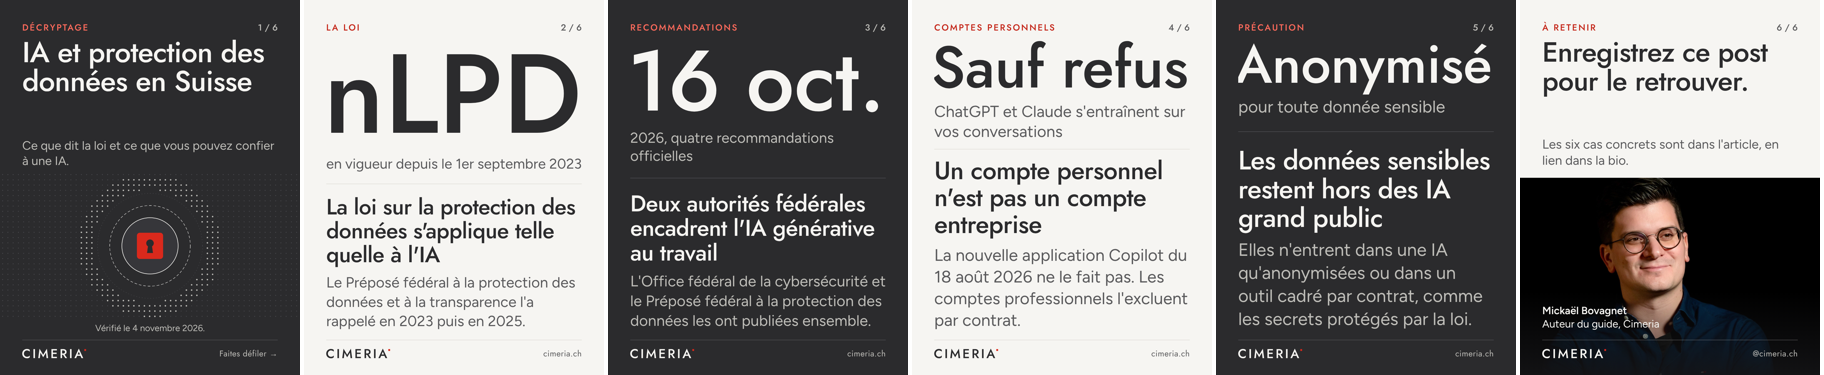 DÉCRYPTAGE
1 / 6
IA et protection des
données en Suisse
Ce que dit la loi et ce que vous pouvez confier
à une IA.
Vérifié le 4 novembre 2026.
CIMERIA
Faites défiler →
LA LOI
2 / 6
nLPD
en vigueur depuis le 1er septembre 2023
La loi sur la protection des
données s'applique telle
quelle à l'IA
Le Préposé fédéral à la protection des
données et à la transparence l'a
rappelé en 2023 puis en 2025.
CIMERIA
cimeria.ch
RECOMMANDATIONS
3 / 6
16 oct.
2026, quatre recommandations
officielles
Deux autorités fédérales
encadrent l'IA générative
au travail
L'Office fédéral de la cybersécurité et
le Préposé fédéral à la protection des
données les ont publiées ensemble.
CIMERIA
cimeria.ch
COMPTES PERSONNELS
4 / 6
Sauf refus
ChatGPT et Claude s'entraînent sur
vos conversations
Un compte personnel
n'est pas un compte
entreprise
La nouvelle application Copilot du
18 août 2026 ne le fait pas. Les
comptes professionnels l'excluent
par contrat.
CIMERIA
cimeria.ch
PRÉCAUTION
5 / 6
Anonymisé
pour toute donnée sensible
Les données sensibles
restent hors des IA
grand public
Elles n'entrent dans une IA
qu'anonymisées ou dans un
outil cadré par contrat, comme
les secrets protégés par la loi.
CIMERIA
cimeria.ch
À RETENIR
6 / 6
Enregistrez ce post
pour le retrouver.
Les six cas concrets sont dans l'article, en
lien dans la bio.
Mickaël Bovagnet
Auteur du guide, Cimeria
CIMERIA
@cimeria.ch